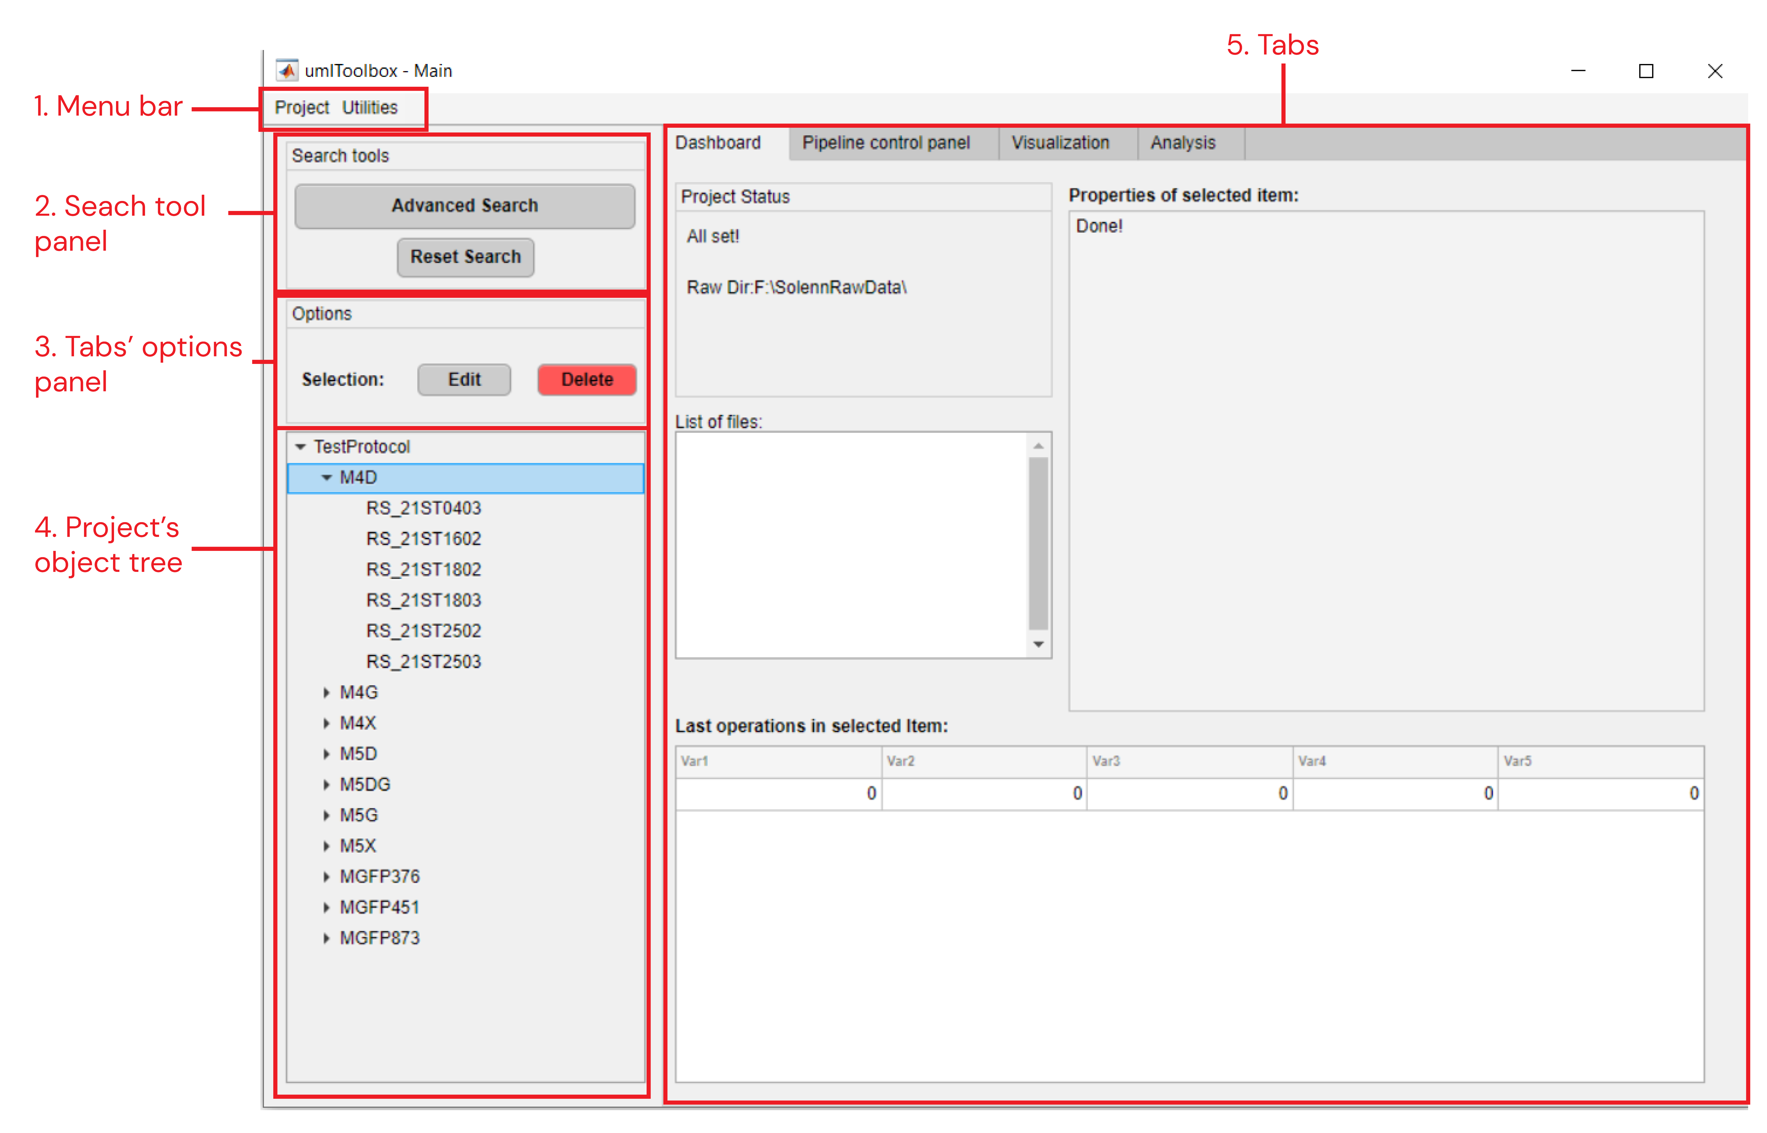 5. Tabs
umIToolbox - Main
1. Menu bar
Project Utilities
2. Seach tool
panel
3. Tabs’ options
panel
4. Project’s
object tree
Search tools
Advanced Search
Reset Search
Options
Selection: Edit Delete
TestProtocol
M4D
RS_21ST0403
RS_21ST1602
RS_21ST1802
RS_21ST1803
RS_21ST2502
RS_21ST2503
M4G
M4X
M5D
M5DG
M5G
M5X
MGFP376
MGFP451
MGFP873
Dashboard Pipeline control panel Visualization Analysis
Project Status
All set!
Raw Dir:F:\SolennRawData\
Properties of selected item:
Done!
List of files:
Last operations in selected Item:
Var1 Var2 Var3 Var4 Var5
0 0 0 0 0